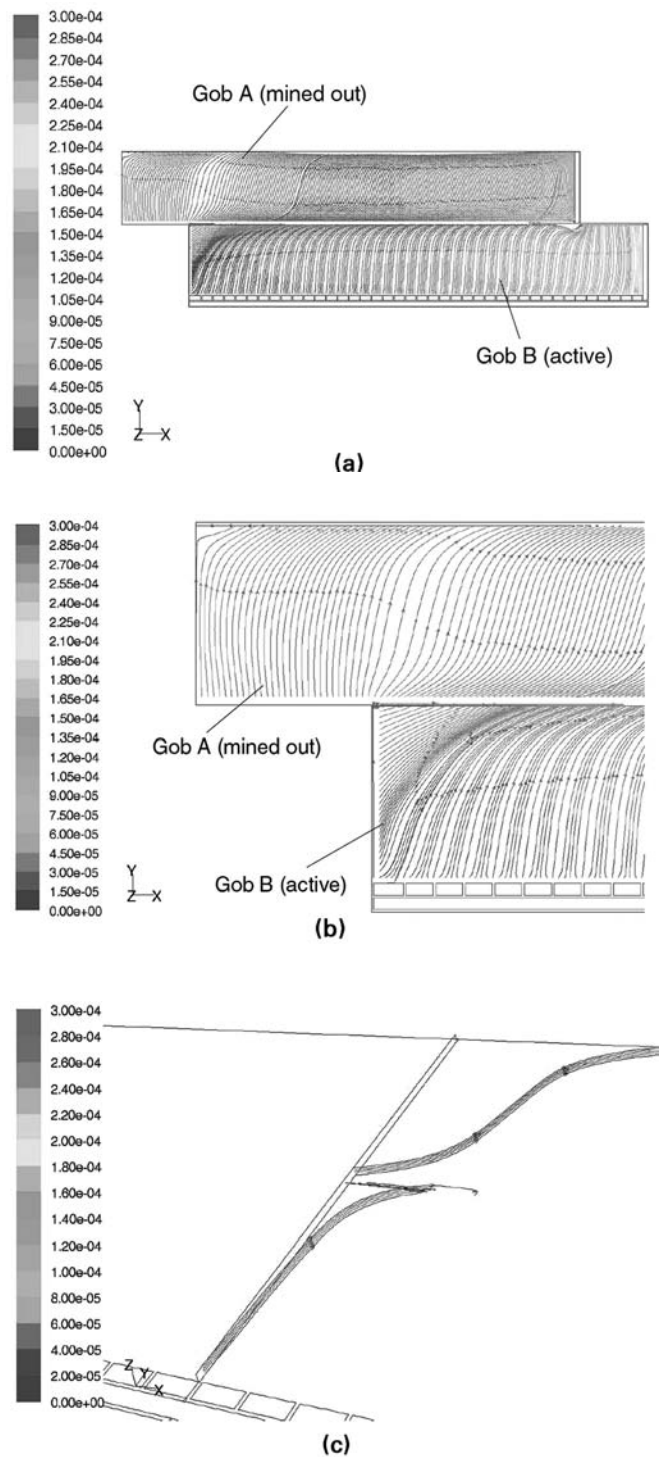 3.00e-04
2.85e-04
2.70e-04
2.55e-04
2.40e-04
2.25e-04
2.10e-04
1.95e-04
1.80e-04
1.65e-04
1.50e-04
1.35e-04
1.20e-04
1.05e-04
9.00e-05
7.50e-05
6.00e-05
4.50e-05
3.00e-05
1.50e-05
0.00e+00
Gob A (mined out)
Gob B (active)
Y
Z X
(a)
3.00e-04
2.85e-04
2.70e-04
2.55e-04
2.40e-04
2.25e-04
2.10e-04
1.95e-04
1.80e-04
1.65e-04
1.50e-04
1.35e-04
1.20e-04
1.05e-04
9.00e-05
7.50e-05
6.00e-05
4.50e-05
3.00e-05
1.50e-05
0.00e+00
Gob A (mined out)
Gob B (active)
Y
Z X
(b)
3.00e-04
2.80e-04
2.60e-04
2.40e-04
2.20e-04
2.00e-04
1.80e-04
1.60e-04
1.40e-04
1.20e-04
1.00e-04
8.00e-05
6.00e-05
4.00e-05
2.00e-05
0.00e+00
Z Y
X
(c)